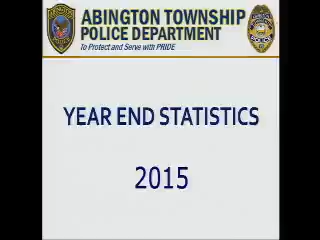 ABINGTON TOWNSHIP
POLICE DEPARTMENT
To Protect and Serve with PRIDE
YEAR END STATISTICS
2015